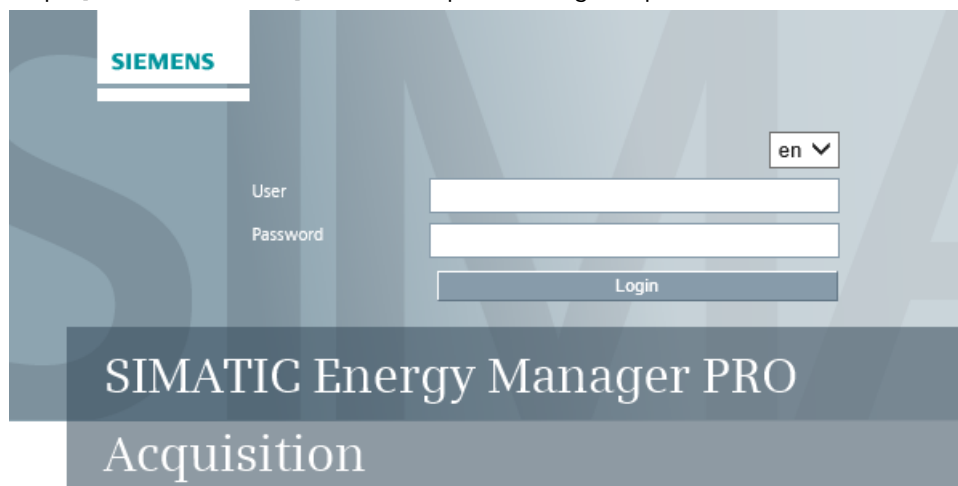 SIEMENS
en
User
Password
Login
SIMATIC Energy Manager PRO
Acquisition